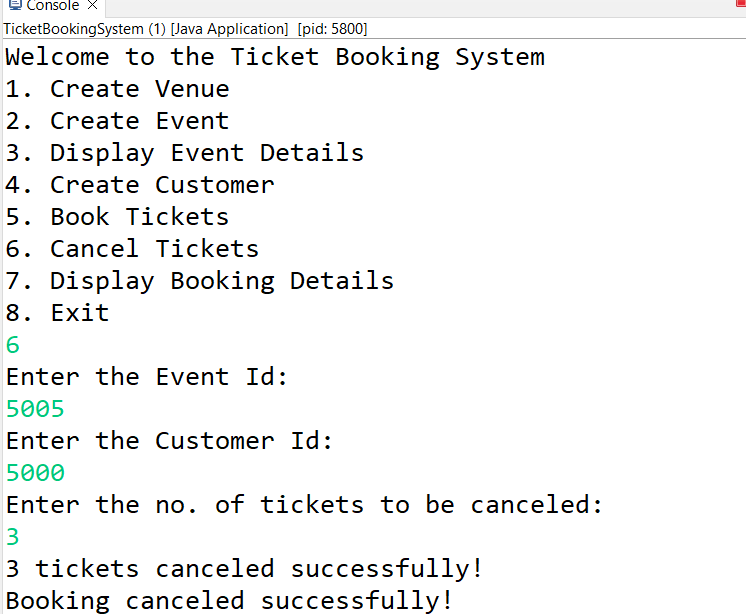 Console
TicketBookingSystem (1) [Java Application] [pid: 5800]
Welcome to the Ticket Booking System
1. Create Venue
2. Create Event
3. Display Event Details
4. Create Customer
5. Book Tickets
6. Cancel Tickets
7. Display Booking Details
8. Exit
6
Enter the Event Id:
5005
Enter the Customer Id:
5000
Enter the no. of tickets to be canceled:
3
3 tickets canceled successfully!
Booking canceled successfully!